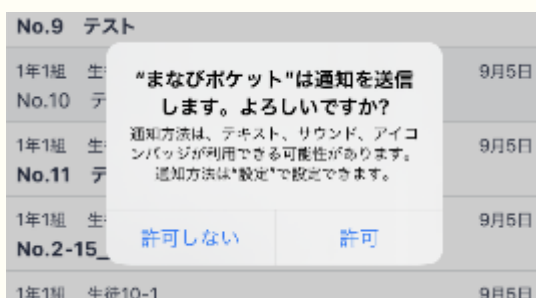 No.9 テスト
1年1組 生
9月5日
No.10 テ
"まなびポケット"は通知を送信
します。よろしいですか?
通知方法は、テキスト、サウンド、アイコ
ンバッジが利用できる可能性があります。
通知方法は"設定"で設定できます。
1年1組 生
9月5日
No.11 テ
1年1組 生
9月5日
No.2-15_
許可しない
許可
1年1組 生徒10-1
9月5日